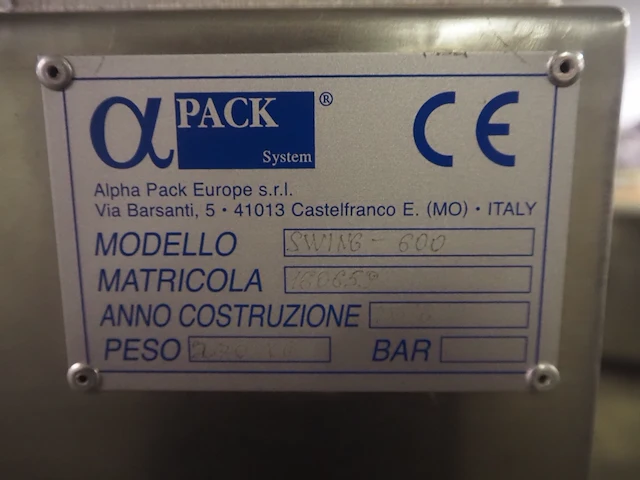 α PACK ®
System
CE
Alpha Pack Europe s.r.l.
Via Barsanti, 5 • 41013 Castelfranco E. (MO) • ITALY
MODELLO SWING - 600
MATRICOLA
ANNO COSTRUZIONE
PESO BAR